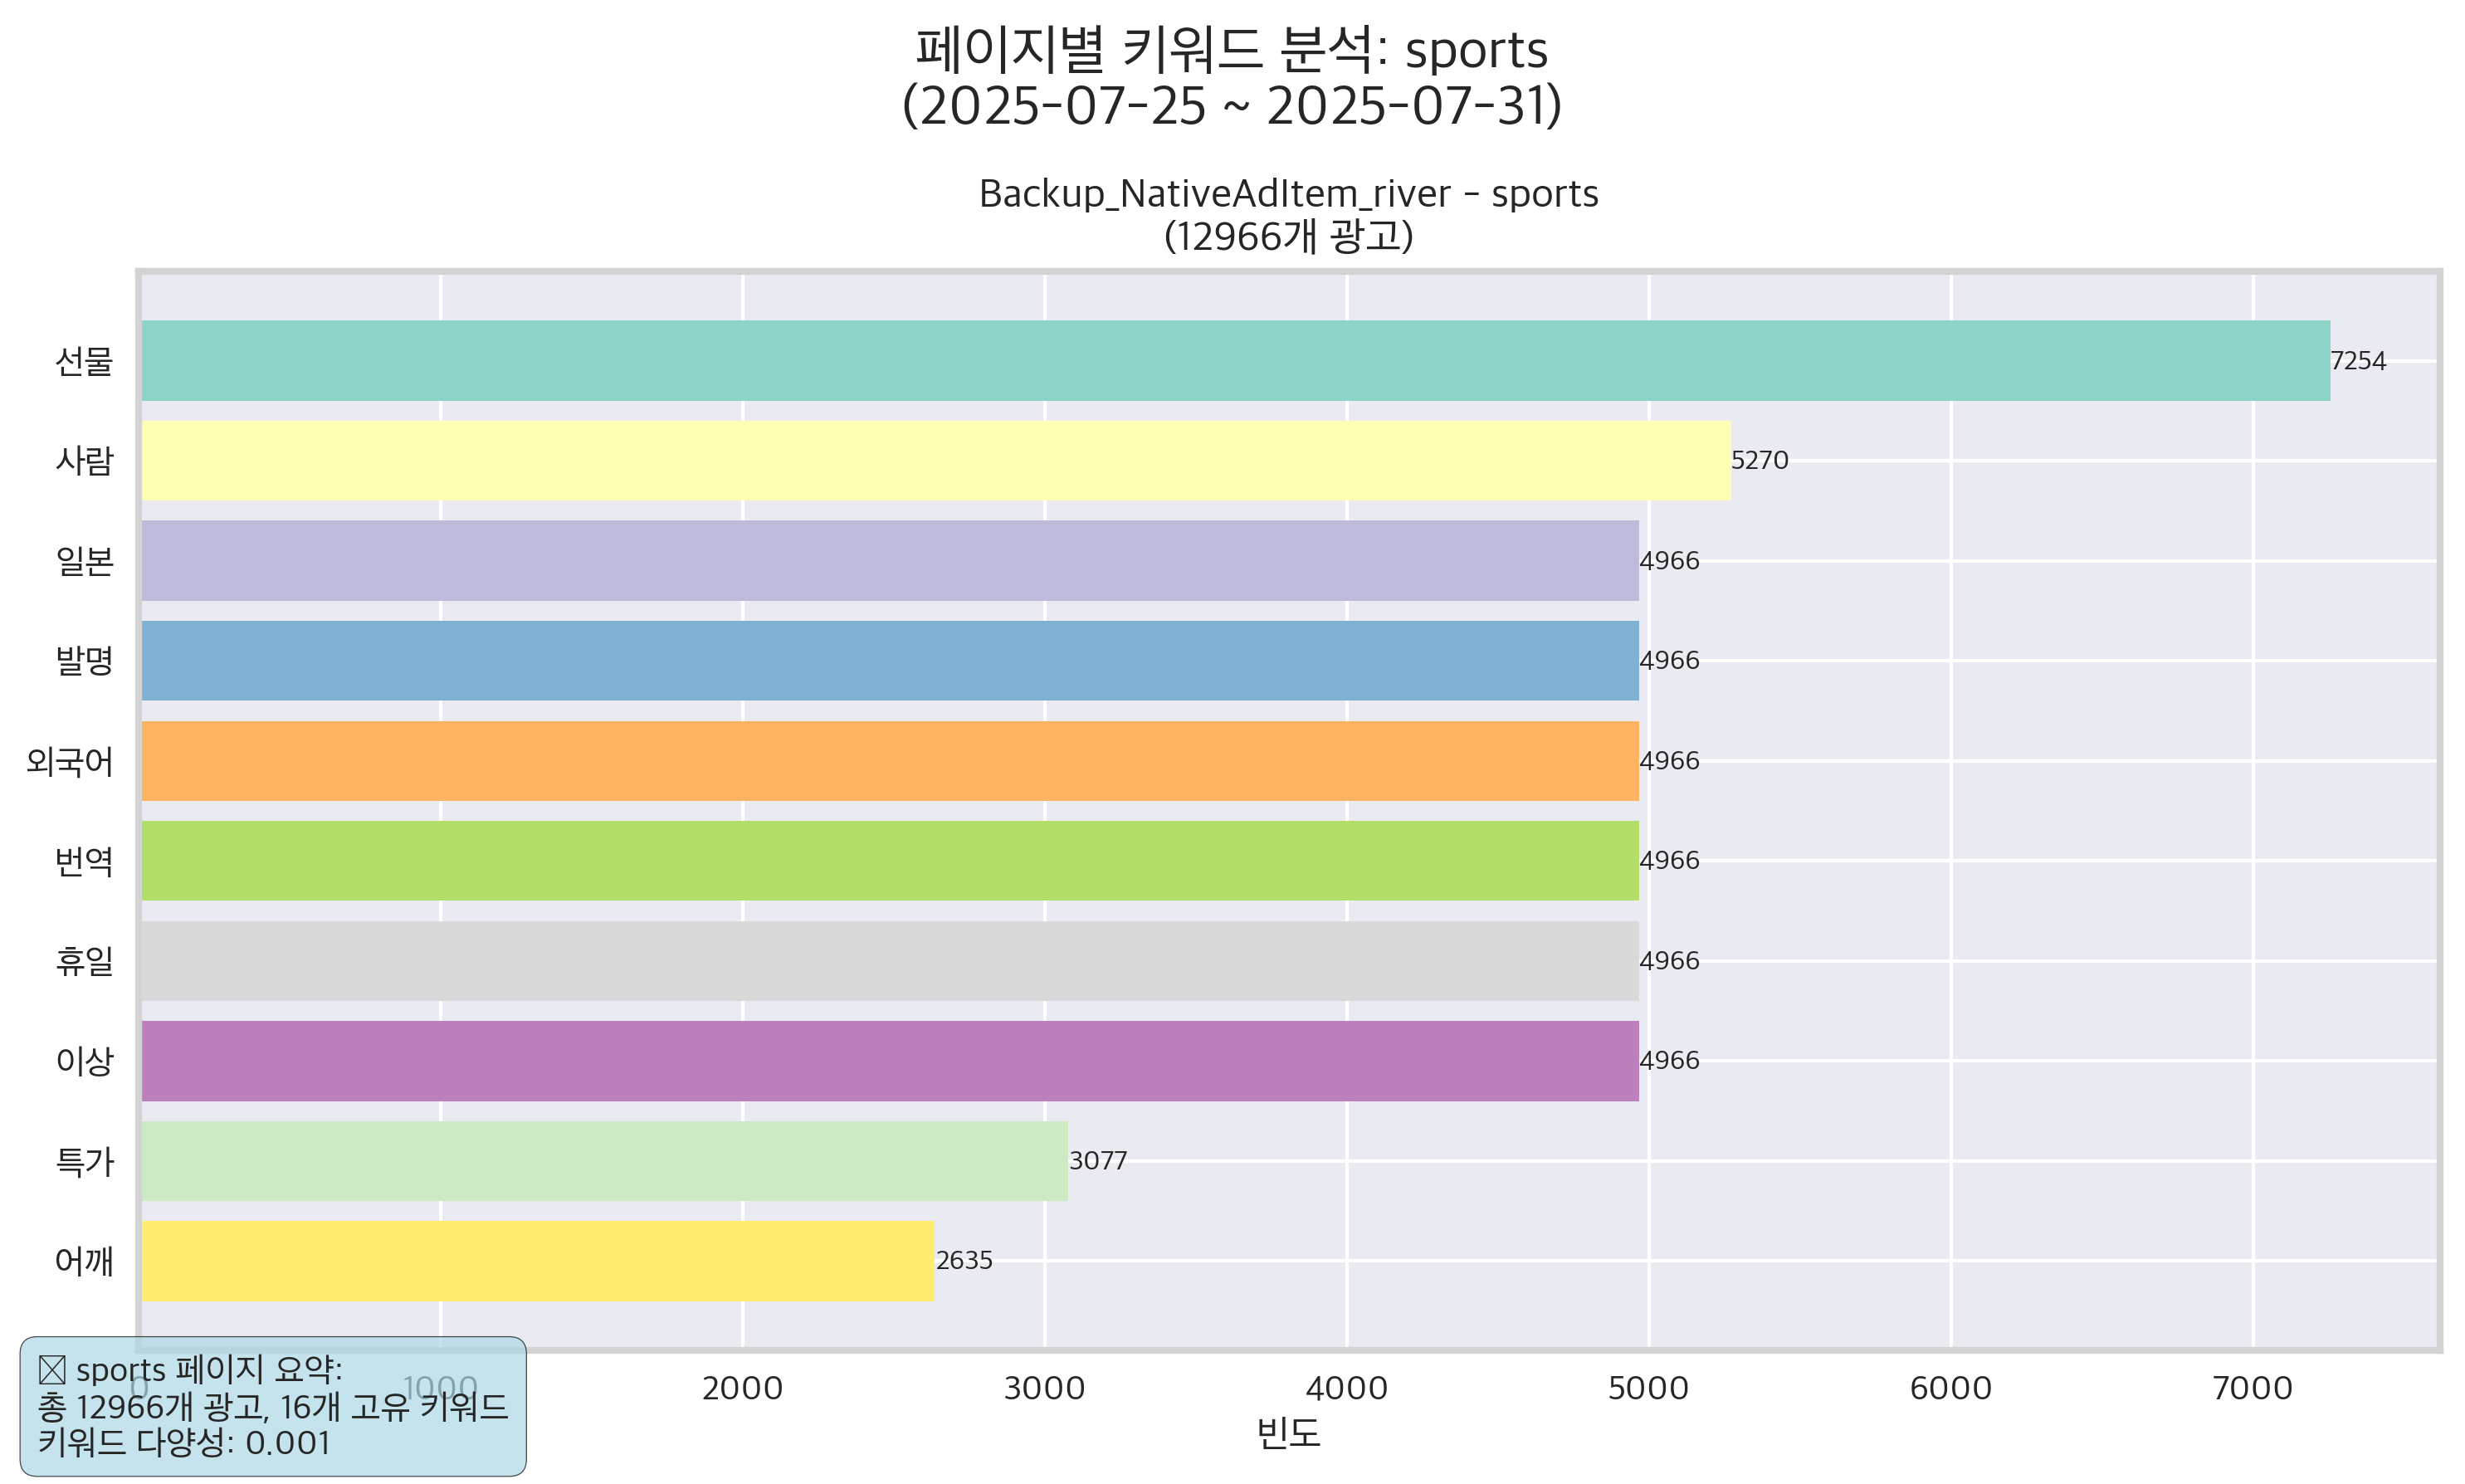 페이지별 키워드 분석: sports
(2025-07-25 ~ 2025-07-31)
Backup_NativeAdItem_river - sports
(12966개 광고)
선물 7254
사람 5270
일본 4966
발명 4966
외국어 4966
번역 4966
휴일 4966
이상 4966
특가 3077
어깨 2635
0 1000 2000 3000 4000 5000 6000 7000
빈도
sports 페이지 요약:
총 12966개 광고, 16개 고유 키워드
키워드 다양성: 0.001